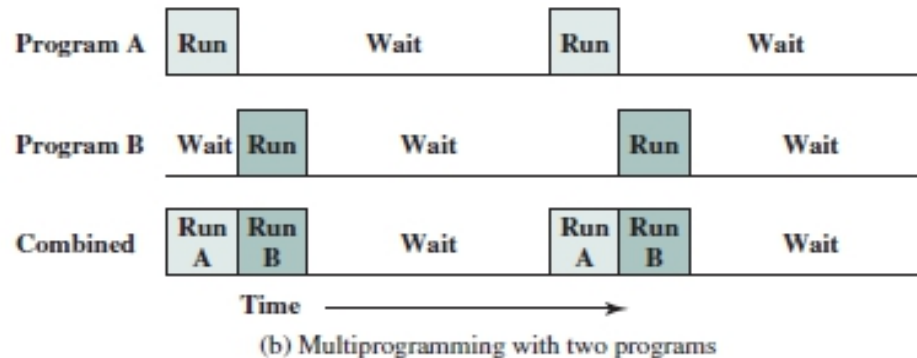 Program A Run Wait Run Wait
Program B Wait Run Wait Run Wait
Combined Run A Run B Wait Run A Run B Wait
Time
(b) Multiprogramming with two programs